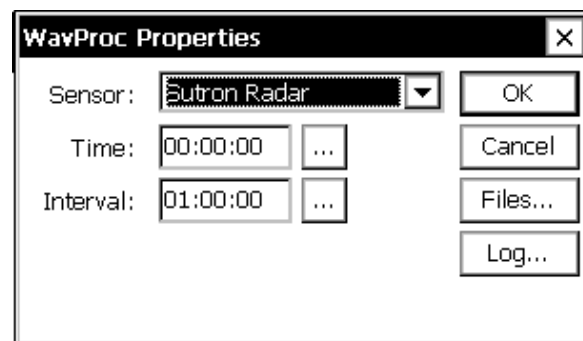 WavProc Properties
Sensor: Sutron Radar OK
Time: 00:00:00 ... Cancel
Interval: 01:00:00 ... Files...
Log...